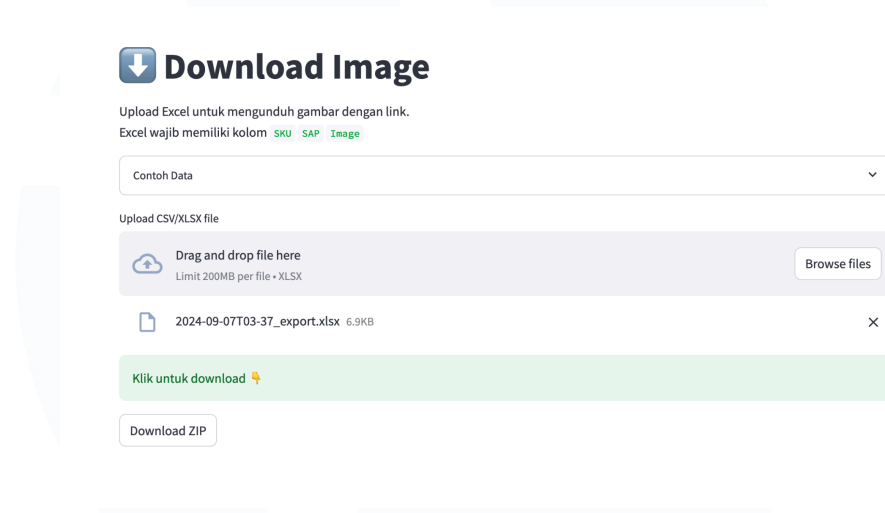 ⬇️ Download Image
Upload Excel untuk mengunduh gambar dengan link.
Excel wajib memiliki kolom SKU SAP Image
Contoh Data
Upload CSV/XLSX file
Drag and drop file here
Limit 200MB per file • XLSX
Browse files
2024-09-07T03-37_export.xlsx 6.9KB
Klik untuk download 👇
Download ZIP